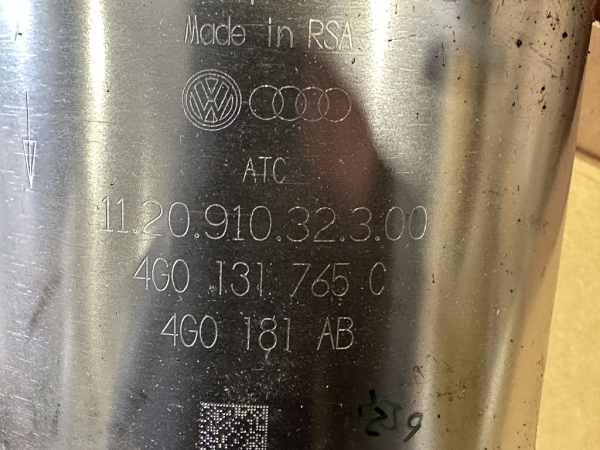 Made in RSA
ATC
11.20.910.32.3.00
4G0 131 765 C
4G0 181 AB